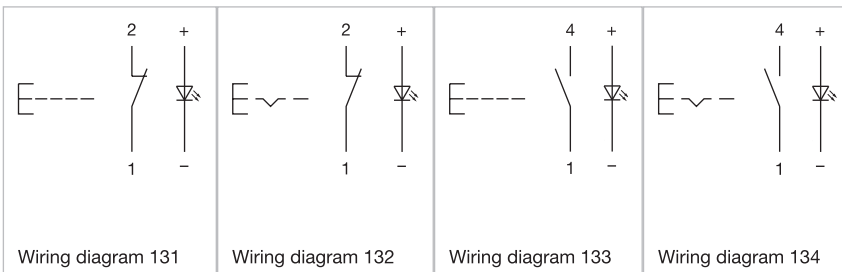 2 + 2 + 4 + 4 +
1 – 1 – 1 – 1 –
Wiring diagram 131 Wiring diagram 132 Wiring diagram 133 Wiring diagram 134